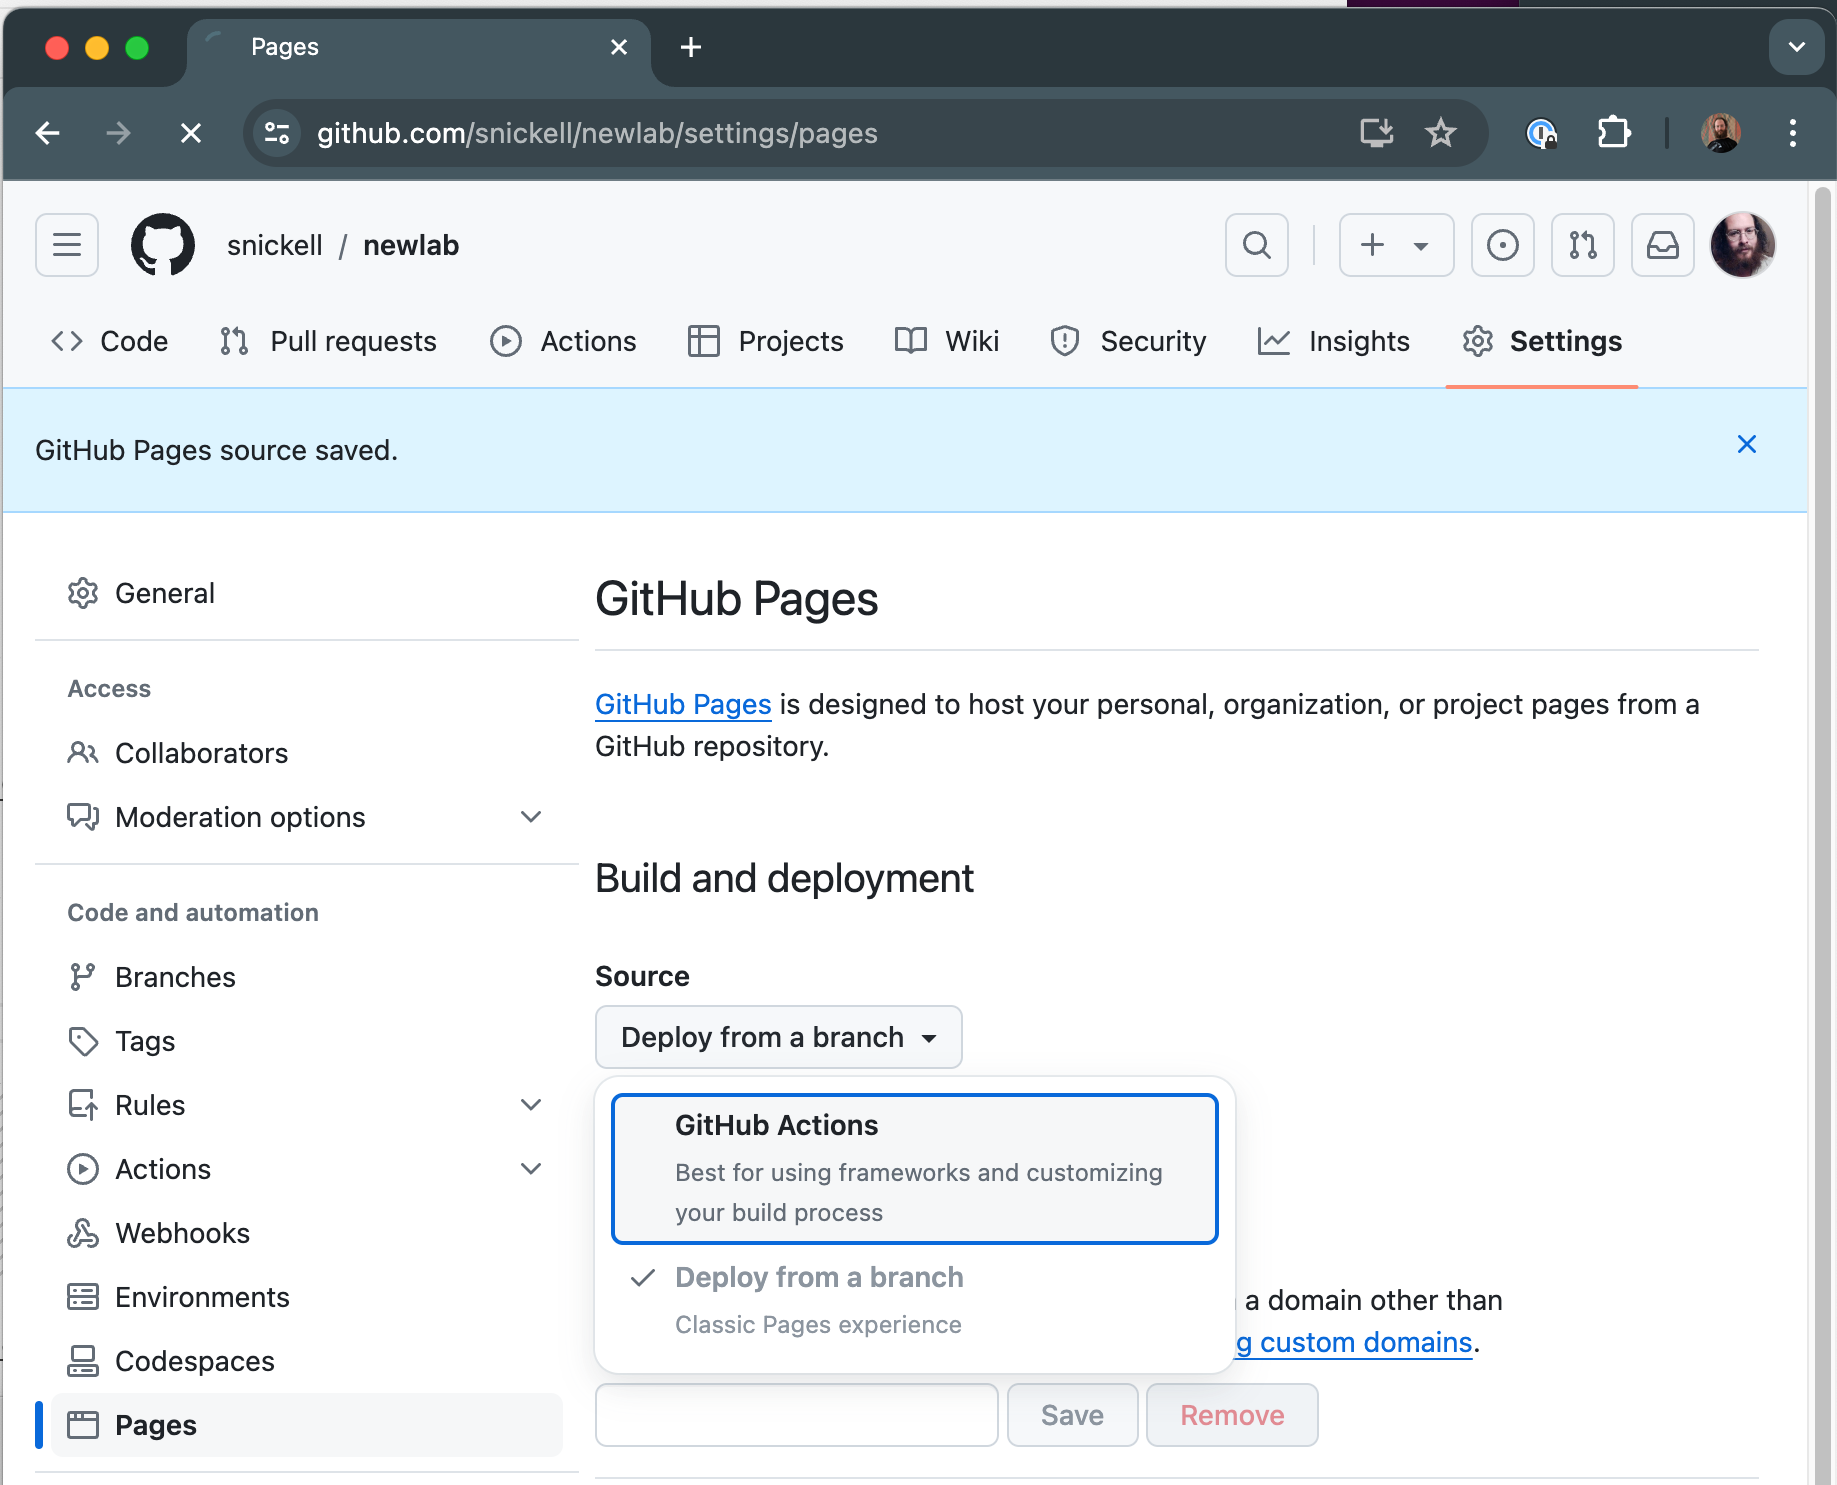 Pages
github.com/snickell/newlab/settings/pages
snickell / newlab
Code
Pull requests
Actions
Projects
Wiki
Security
Insights
Settings
GitHub Pages source saved.
General
Access
Collaborators
Moderation options
Code and automation
Branches
Tags
Rules
Actions
Webhooks
Environments
Codespaces
Pages
GitHub Pages
GitHub Pages is designed to host your personal, organization, or project pages from a
GitHub repository.
Build and deployment
Source
Deploy from a branch
GitHub Actions
Best for using frameworks and customizing
your build process
Deploy from a branch
Classic Pages experience
a domain other than
g custom domains.
Save
Remove